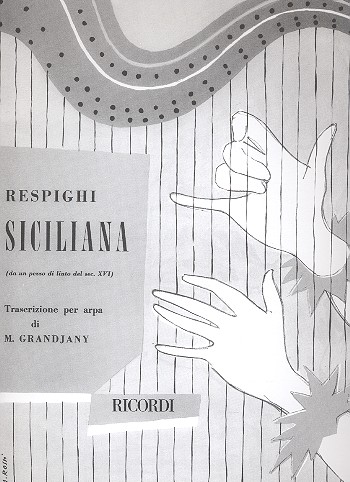 RESPIGHI
SICILIANA
(da un pezzo di liuto del sec. XVI)
Trascrizione per arpa
di
M. GRANDJANY
RICORDI